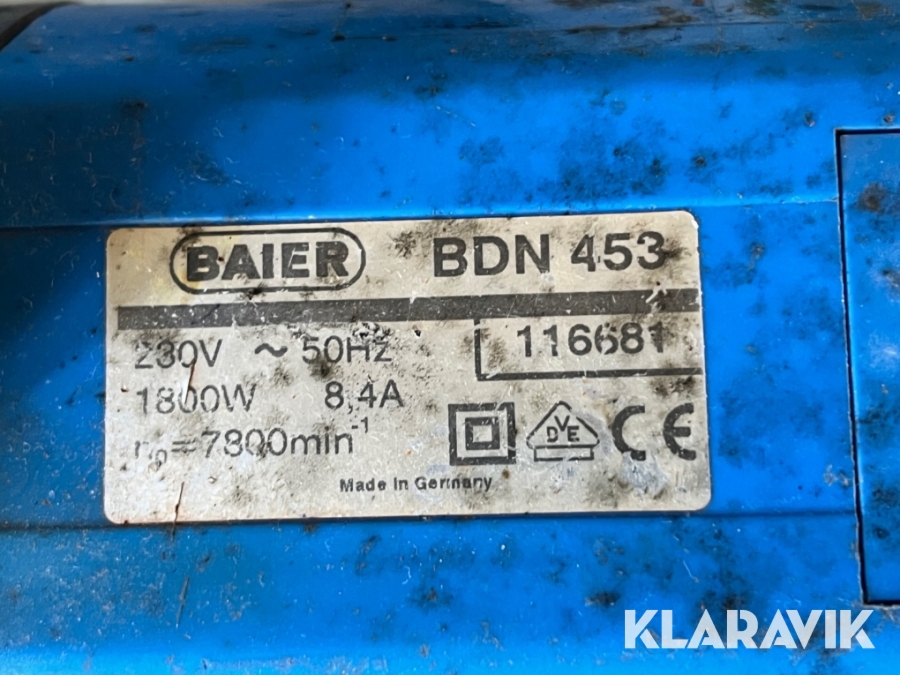 BAIER BDN 453
230V ~ 50Hz 116681
1800W 8,4A
n₀=7800min⁻¹ DVE CE
Made in Germany
KLARAVIK